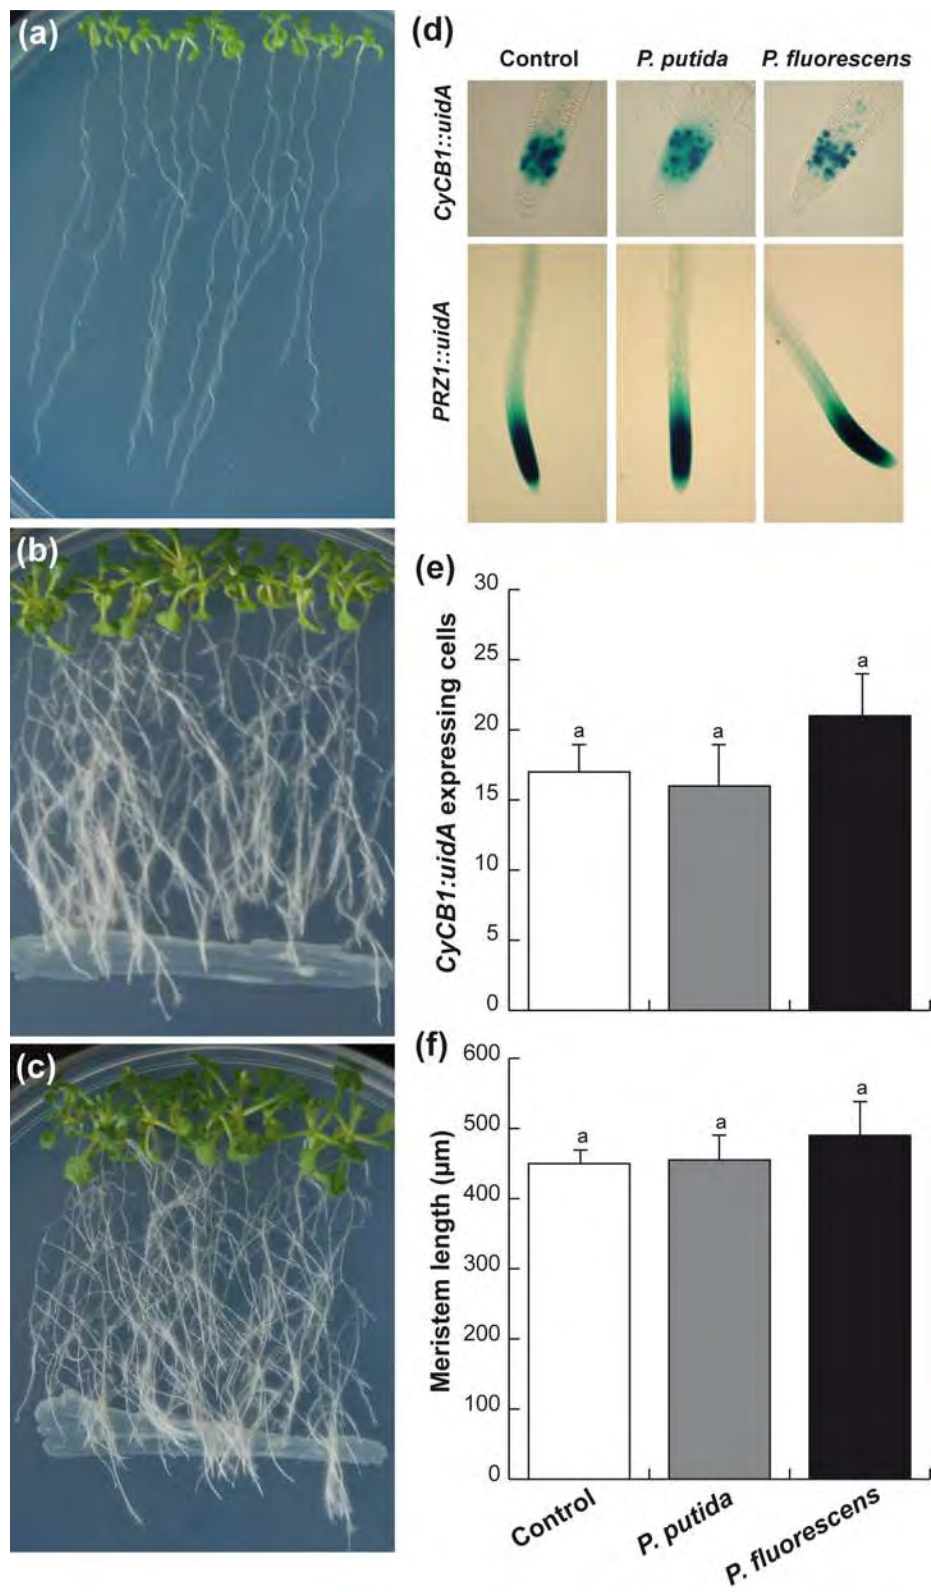 (a)
(b)
(c)
(d)
Control P. putida P. fluorescens
CyCB1::uidA
PRZ1::uidA
(e)
CyCB1:uidA expressing cells
30
25
20
15
10
5
0
a
a
a
(f)
Meristem length (µm)
600
500
400
300
200
100
0
a
a
a
Control
P. putida
P. fluorescens